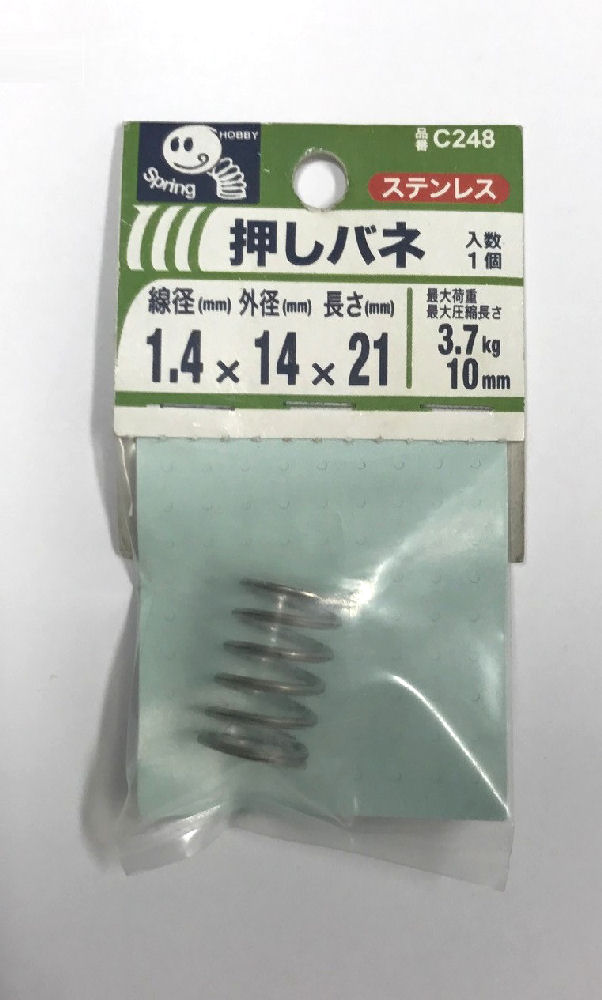 HOBBY
Spring
品番 C248
ステンレス
押しバネ
入数
1個
線径(mm) 外径(mm) 長さ(mm)
1.4 × 14 × 21
最大荷重
最大圧縮長さ
3.7kg
10mm